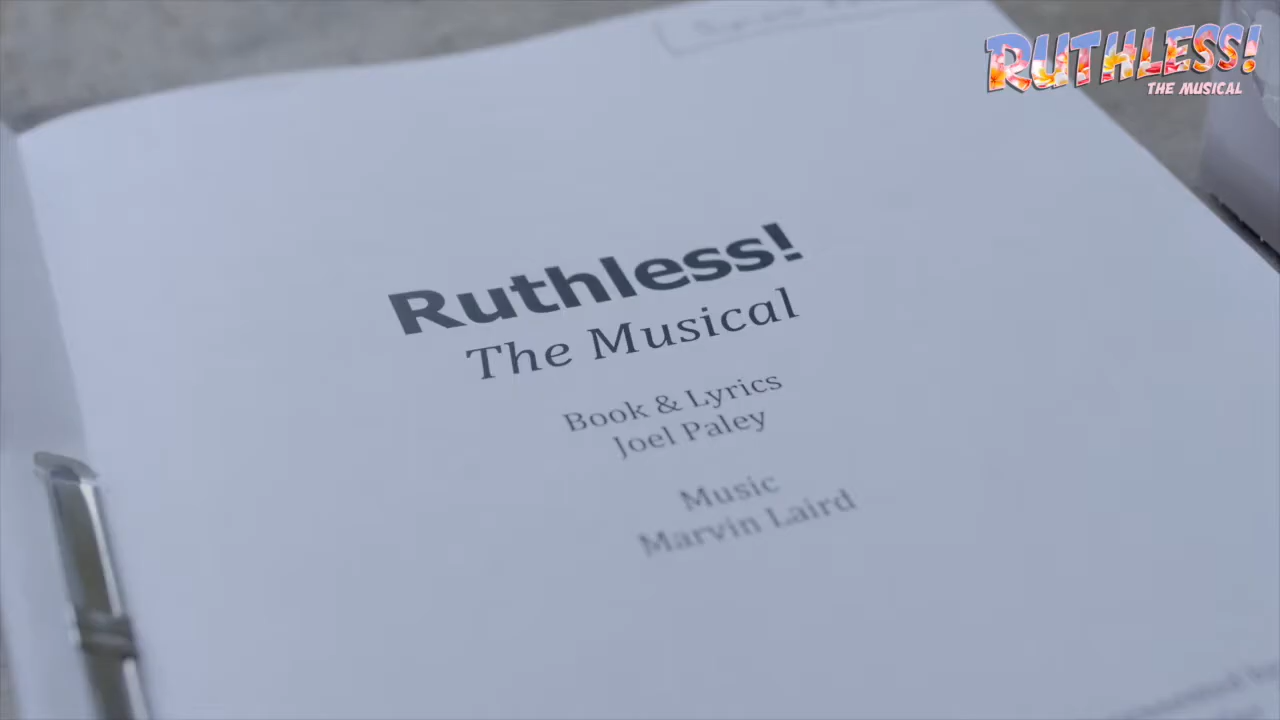 RUTHLESS!
THE MUSICAL
Ruthless!
The Musical
Book & Lyrics
Joel Paley
Music
Marvin Laird